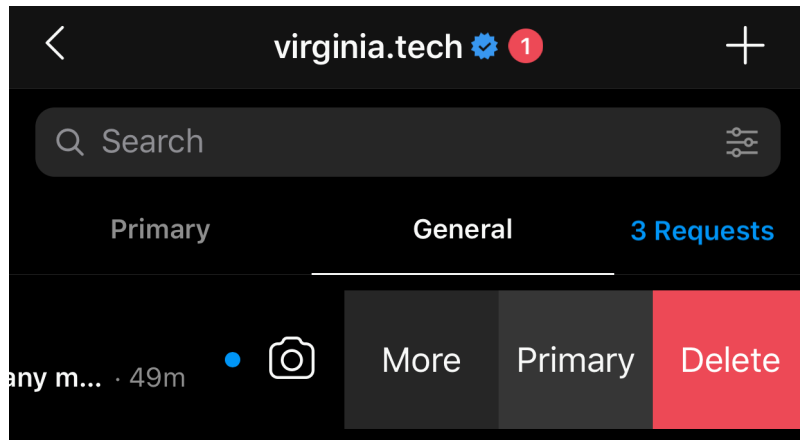 virginia.tech 1
Search
Primary General 3 Requests
any m... · 49m More Primary Delete